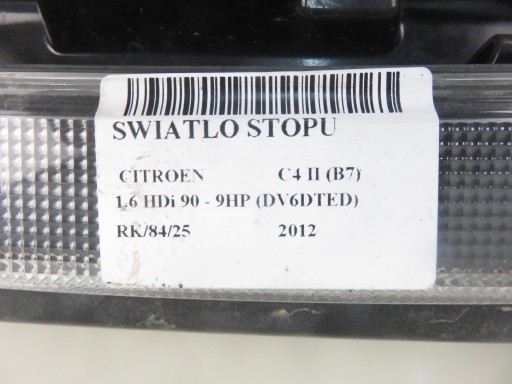 SWIATLO STOPU
CITROEN C4 II (B7)
1.6 HDi 90 - 9HP (DV6DTED)
RK/84/25 2012